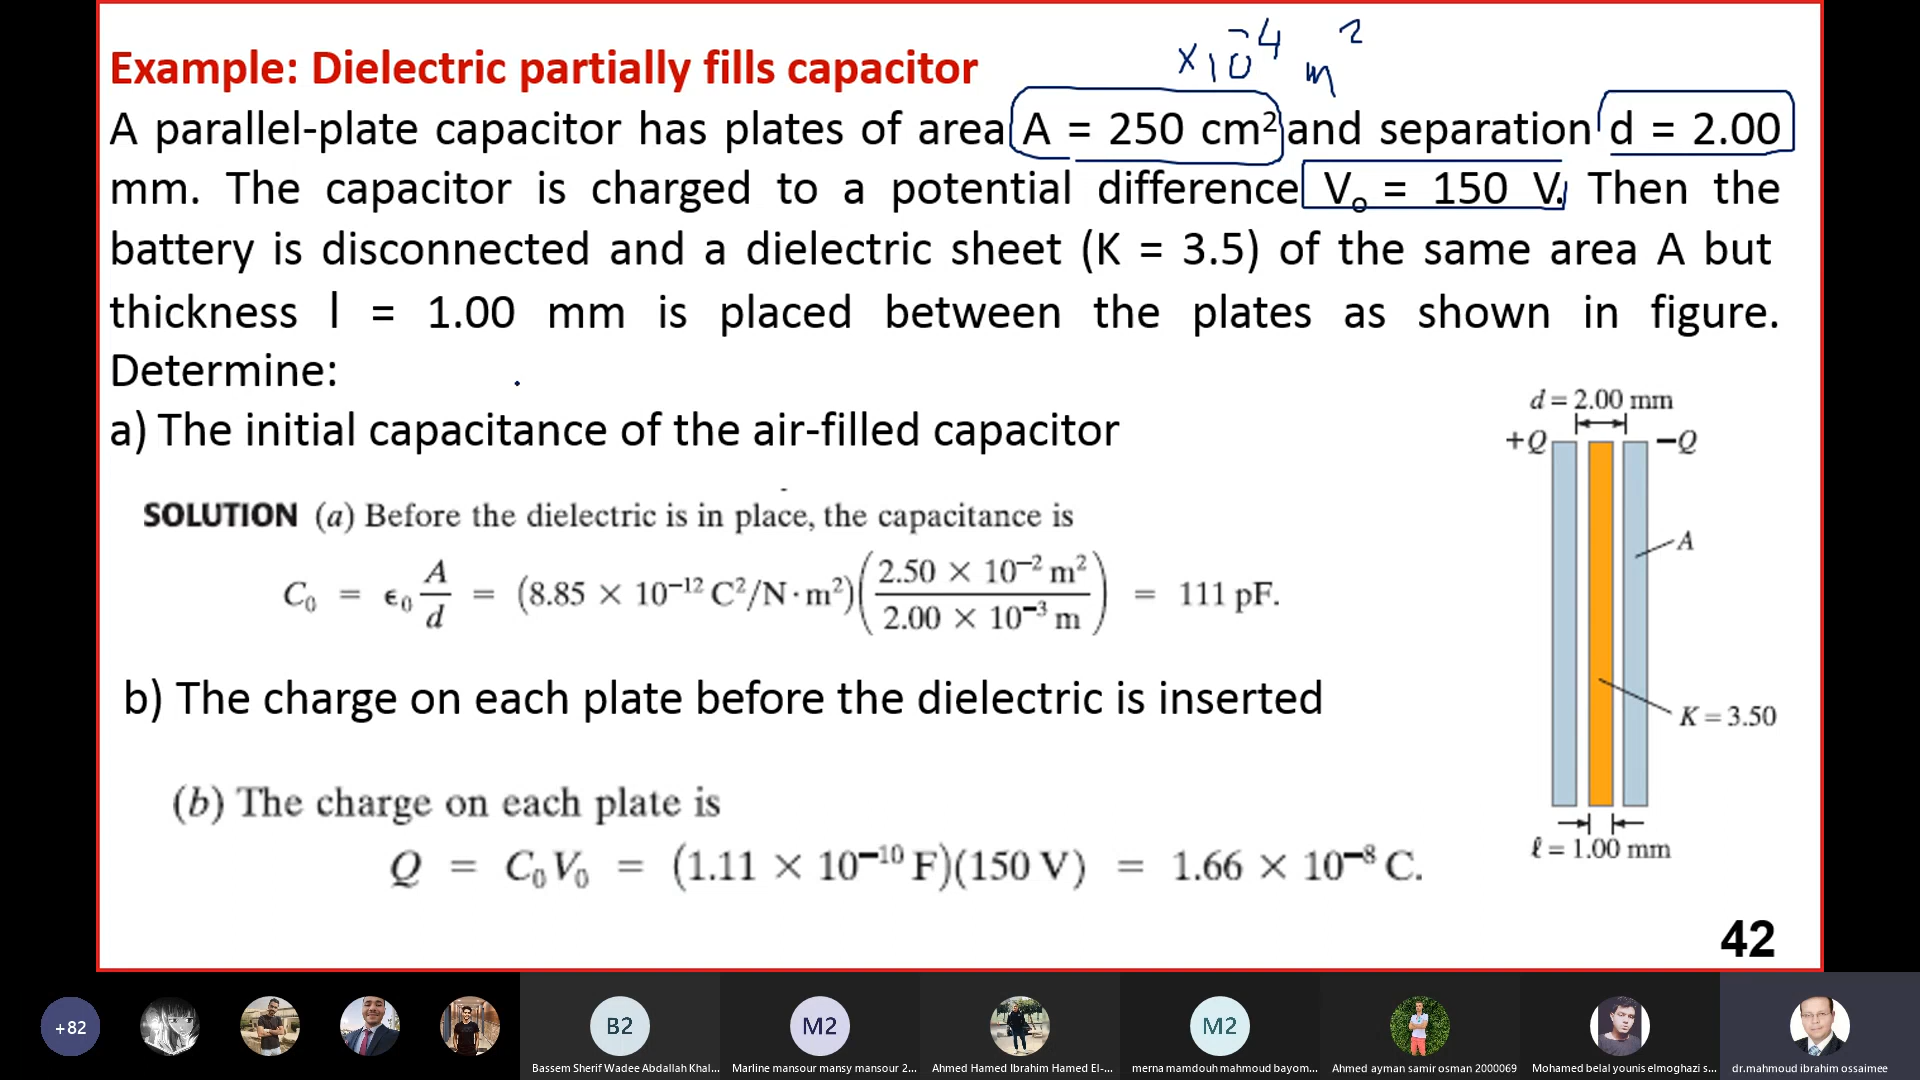 ×10⁻⁴ m²
Example: Dielectric partially fills capacitor
A parallel-plate capacitor has plates of area A = 250 cm² and separation d = 2.00
mm. The capacitor is charged to a potential difference Vₒ = 150 V. Then the
battery is disconnected and a dielectric sheet (K = 3.5) of the same area A but
thickness l = 1.00 mm is placed between the plates as shown in figure.
Determine:
a) The initial capacitance of the air-filled capacitor
SOLUTION (a) Before the dielectric is in place, the capacitance is
C₀ = ϵ₀ A/d = (8.85 × 10⁻¹² C²/N·m²)(2.50 × 10⁻² m² / 2.00 × 10⁻³ m) = 111 pF.
b) The charge on each plate before the dielectric is inserted
(b) The charge on each plate is
Q = C₀V₀ = (1.11 × 10⁻¹⁰ F)(150 V) = 1.66 × 10⁻⁸ C.
d = 2.00 mm
+Q −Q
A
K = 3.50
ℓ = 1.00 mm
42
+82
B2
M2
M2
Bassem Sherif Wadee Abdallah Khal...
Marline mansour mansy mansour 2...
Ahmed Hamed Ibrahim Hamed El-...
merna mamdouh mahmoud bayom...
Ahmed ayman samir osman 2000069
Mohamed belal younis elmoghazi s...
dr.mahmoud ibrahim ossaimee